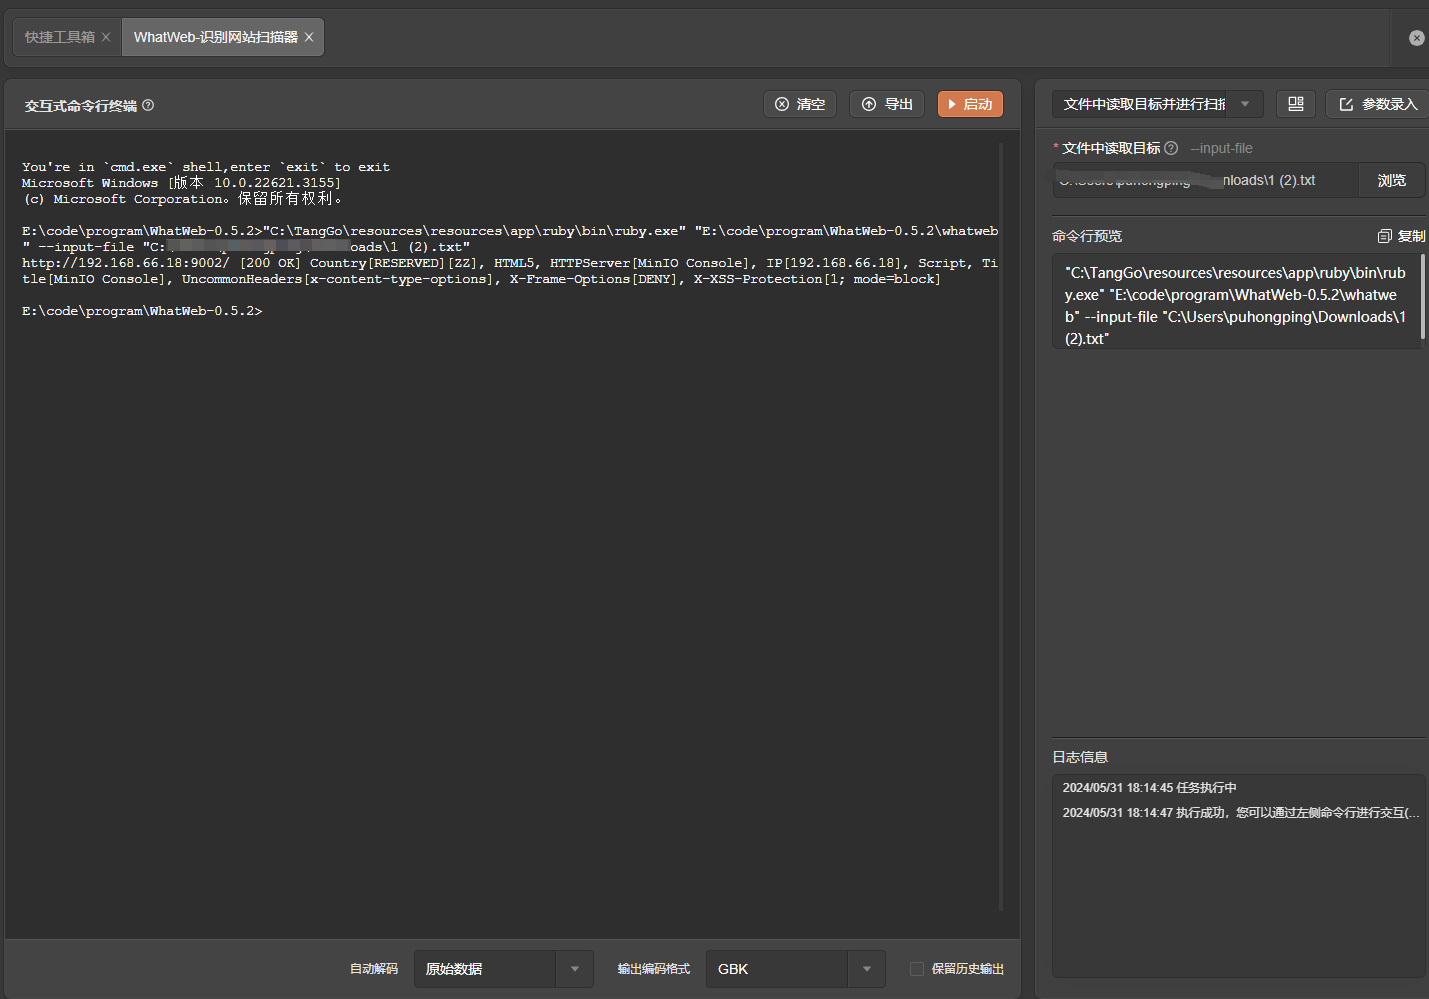 快捷工具箱
WhatWeb-识别网站扫描器
交互式命令行终端
清空
导出
启动
You're in `cmd.exe` shell,enter `exit` to exit
Microsoft Windows [版本 10.0.22621.3155]
(c) Microsoft Corporation。保留所有权利。
E:\code\program\WhatWeb-0.5.2>"C:\TangGo\resources\resources\app\ruby\bin\ruby.exe" "E:\code\program\WhatWeb-0.5.2\whatweb
" --input-file "C: oads\1 (2).txt"
http://192.168.66.18:9002/ [200 OK] Country[RESERVED][ZZ], HTML5, HTTPServer[MinIO Console], IP[192.168.66.18], Script, Ti
tle[MinIO Console], UncommonHeaders[x-content-type-options], X-Frame-Options[DENY], X-XSS-Protection[1; mode=block]
E:\code\program\WhatWeb-0.5.2>
自动解码
原始数据
输出编码格式
GBK
保留历史输出
文件中读取目标并进行扫描
参数录入
* 文件中读取目标 --input-file
nloads\1 (2).txt
浏览
命令行预览
复制
"C:\TangGo\resources\resources\app\ruby\bin\rub
y.exe" "E:\code\program\WhatWeb-0.5.2\whatwe
b" --input-file "C:\Users\puhongping\Downloads\1
(2).txt"
日志信息
2024/05/31 18:14:45 任务执行中
2024/05/31 18:14:47 执行成功，您可以通过左侧命令行进行交互(...